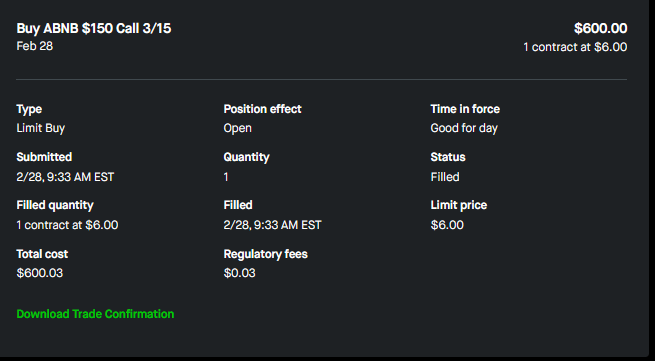 Buy ABNB $150 Call 3/15
$600.00
Feb 28
1 contract at $6.00
Type
Position effect
Time in force
Limit Buy
Open
Good for day
Submitted
Quantity
Status
2/28, 9:33 AM EST
1
Filled
Filled quantity
Filled
Limit price
1 contract at $6.00
2/28, 9:33 AM EST
$6.00
Total cost
Regulatory fees
$600.03
$0.03
Download Trade Confirmation